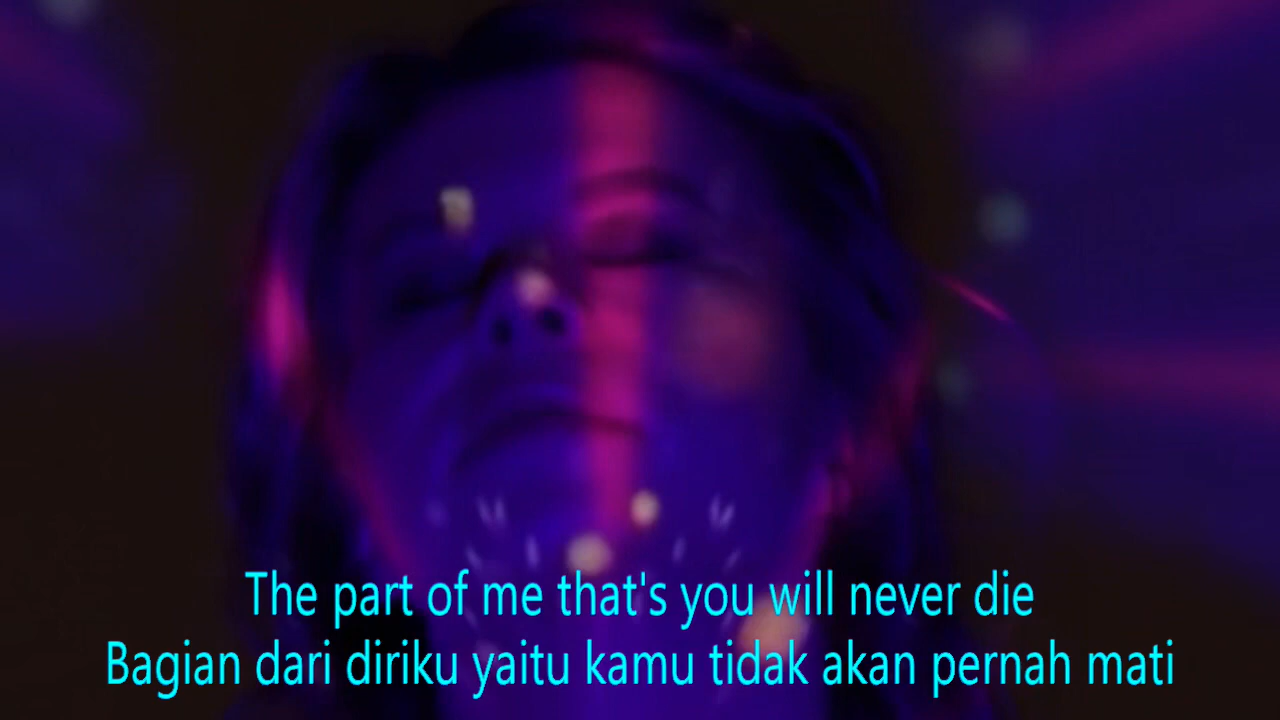 The part of me that's you will never die
Bagian dari diriku yaitu kamu tidak akan pernah mati